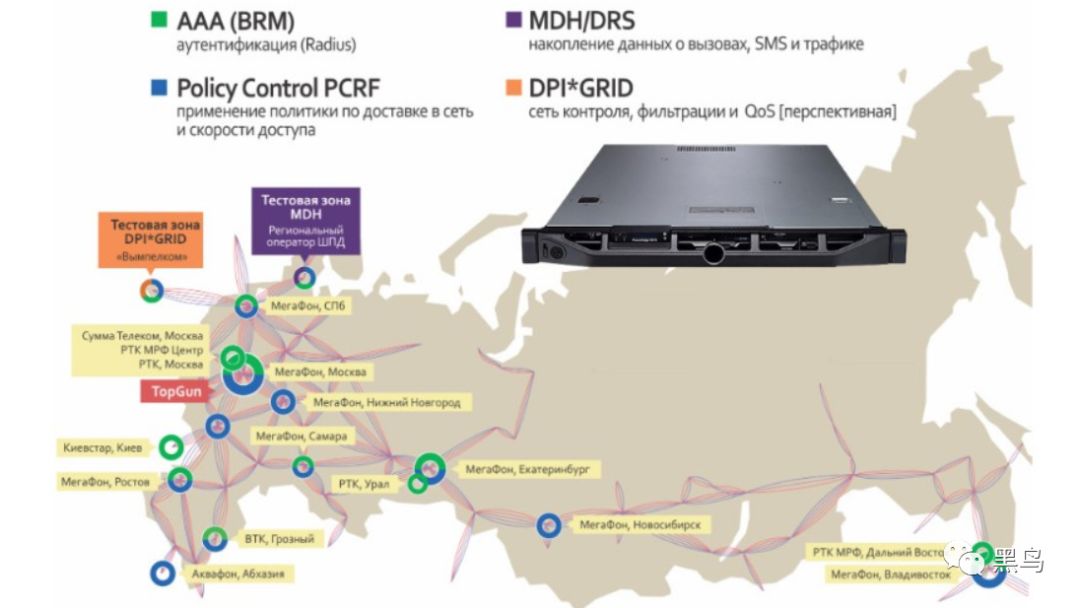 AAA (BRM)
аутентификация (Radius)
MDH/DRS
накопление данных о вызовах, SMS и трафике
Policy Control PCRF
применение политики по доставке в сеть
и скорости доступа
DPI*GRID
сеть контроля, фильтрации и QoS [перспективная]
Тестовая зона
MDH
Региональный
оператор ШПД
Тестовая зона
DPI*GRID
«Вымпелком»
МегаФон, СПб
Сумма Телеком, Москва
РТК МРФ Центр
РТК, Москва
МегаФон, Москва
TopGun
МегаФон, Нижний Новгород
МегаФон, Самара
Киевстар, Киев
МегаФон, Ростов
РТК, Урал
МегаФон, Екатеринбург
МегаФон, Новосибирск
ВТК, Грозный
Аквафон, Абхазия
РТК МРФ, Дальний Восто
МегаФон, Владивосток
黑鸟